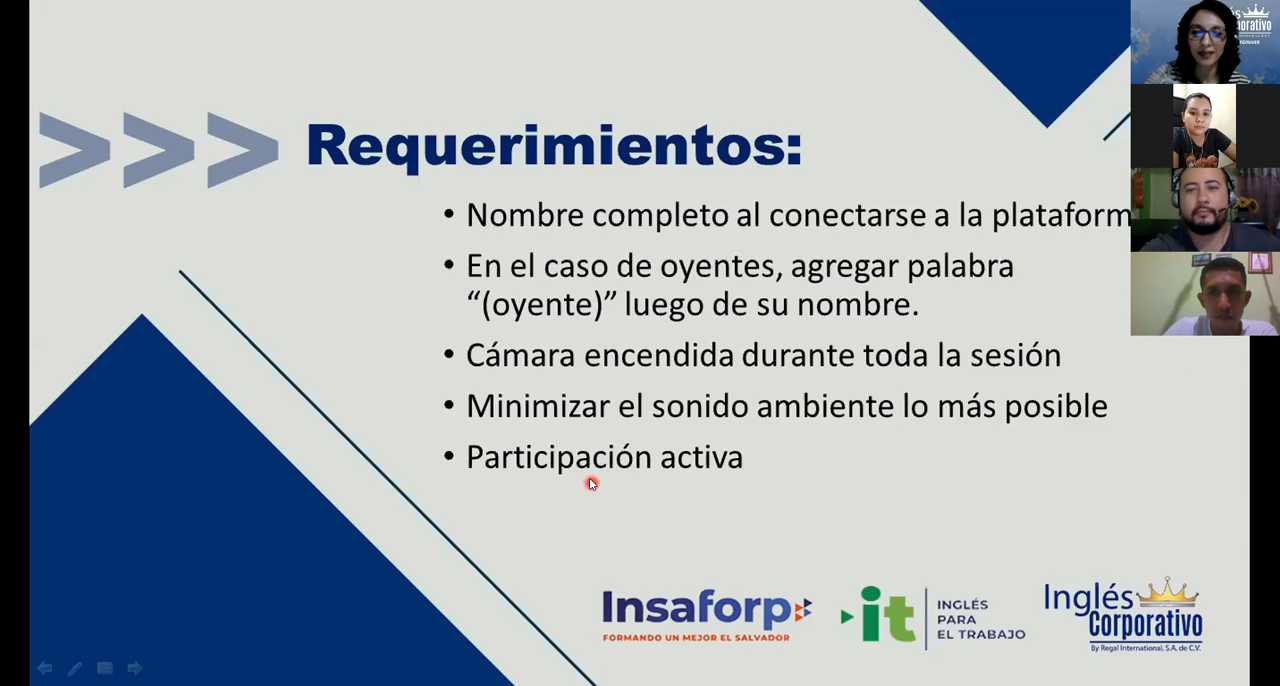 Requerimientos:
• Nombre completo al conectarse a la plataform
• En el caso de oyentes, agregar palabra
“(oyente)” luego de su nombre.
• Cámara encendida durante toda la sesión
• Minimizar el sonido ambiente lo más posible
• Participación activa
Insaforp
FORMANDO UN MEJOR EL SALVADOR
it
INGLÉS
PARA
EL TRABAJO
Inglés
Corporativo
By Regal International, S.A. de C.V.